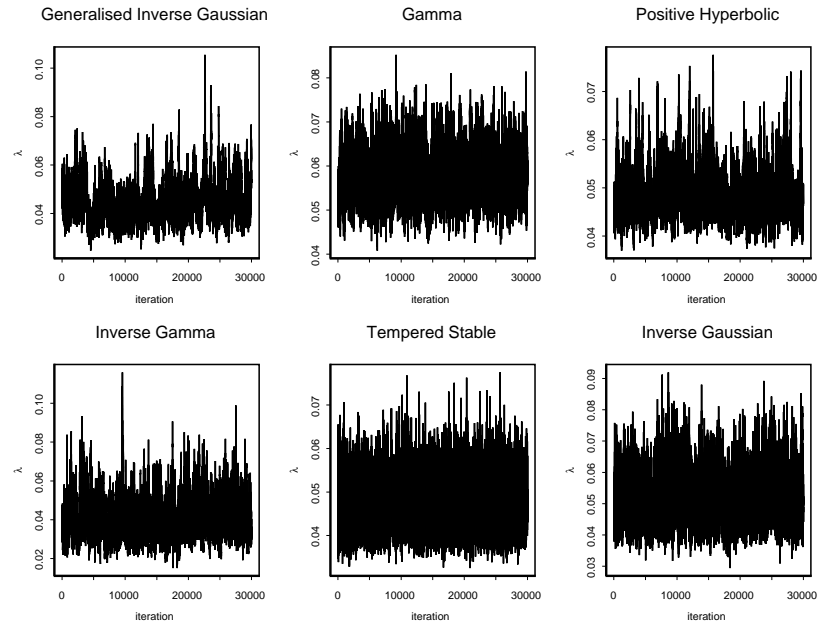 Generalised Inverse Gaussian
0.04 0.06 0.08 0.10
λ
0 10000 20000 30000
iteration
Gamma
0.04 0.05 0.06 0.07 0.08
λ
0 10000 20000 30000
iteration
Positive Hyperbolic
0.04 0.05 0.06 0.07
λ
0 10000 20000 30000
iteration
Inverse Gamma
0.02 0.04 0.06 0.08 0.10
λ
0 10000 20000 30000
iteration
Tempered Stable
0.04 0.05 0.06 0.07
λ
0 10000 20000 30000
iteration
Inverse Gaussian
0.03 0.04 0.05 0.06 0.07 0.08 0.09
λ
0 10000 20000 30000
iteration